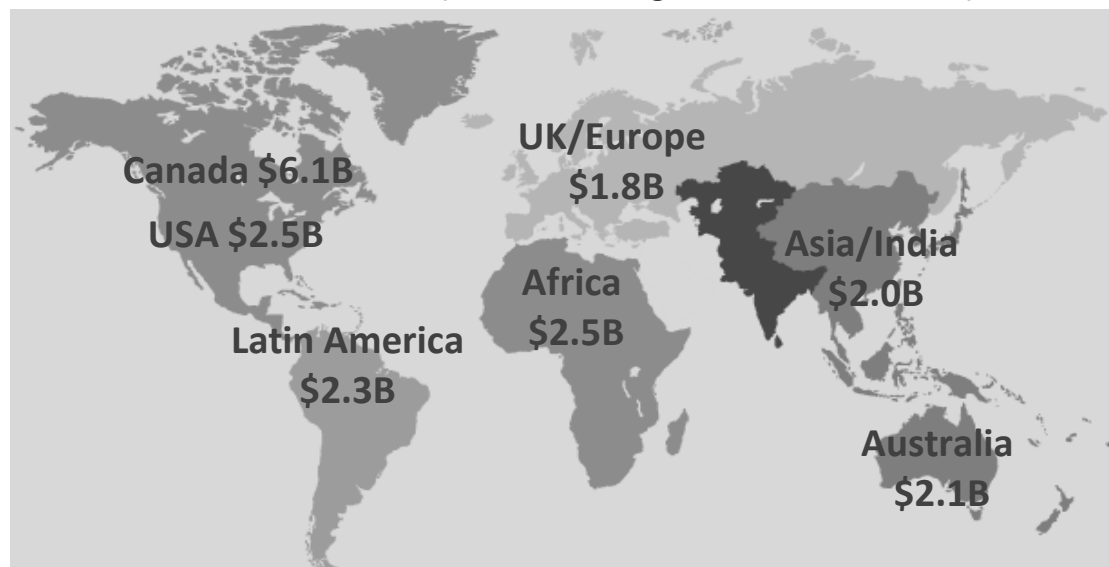 UK/Europe
$1.8B
Canada $6.1B
USA $2.5B
Asia/India
$2.0B
Africa
$2.5B
Latin America
$2.3B
Australia
$2.1B